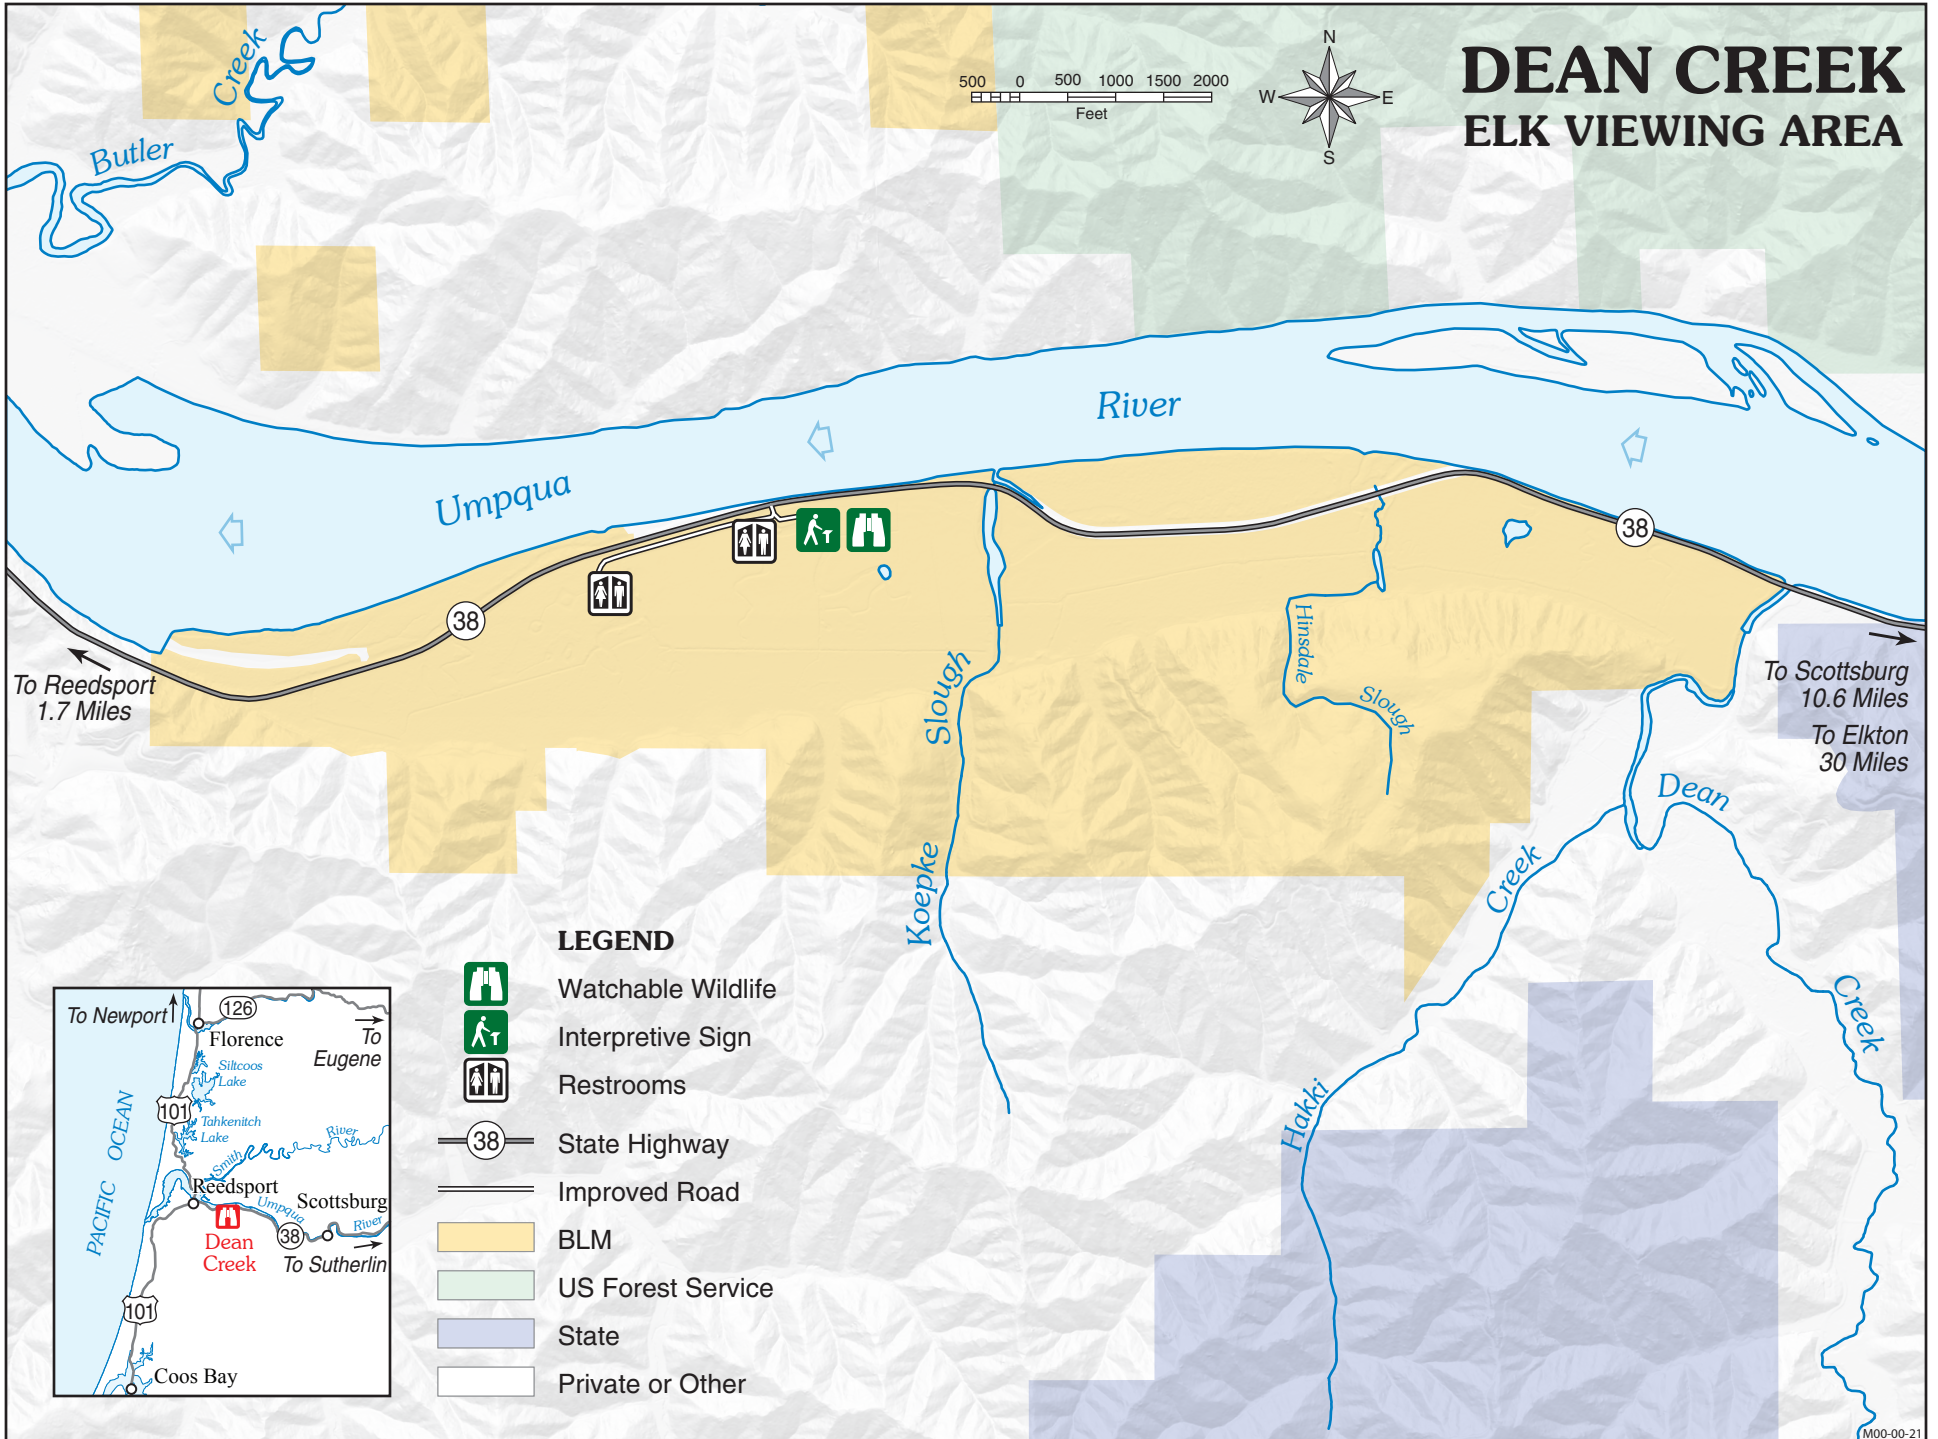 DEAN CREEK
ELK VIEWING AREA
500 0 500 1000 1500 2000
Feet
N
W E
S
Butler
Creek
Umpqua
River
38
38
To Reedsport
1.7 Miles
To Scottsburg
10.6 Miles
To Elkton
30 Miles
Koepke
Slough
Hinsdale
Slough
Dean
Creek
Hakki
Creek
LEGEND
Watchable Wildlife
Interpretive Sign
Restrooms
38 State Highway
Improved Road
BLM
US Forest Service
State
Private or Other
To Newport
126
Florence
To
Eugene
Siltcoos
Lake
101
Tahkenitch
Lake
PACIFIC OCEAN
Smith
River
Reedsport
Umpqua
Scottsburg
River
38
Dean
Creek
To Sutherlin
101
Coos Bay
M00-00-21